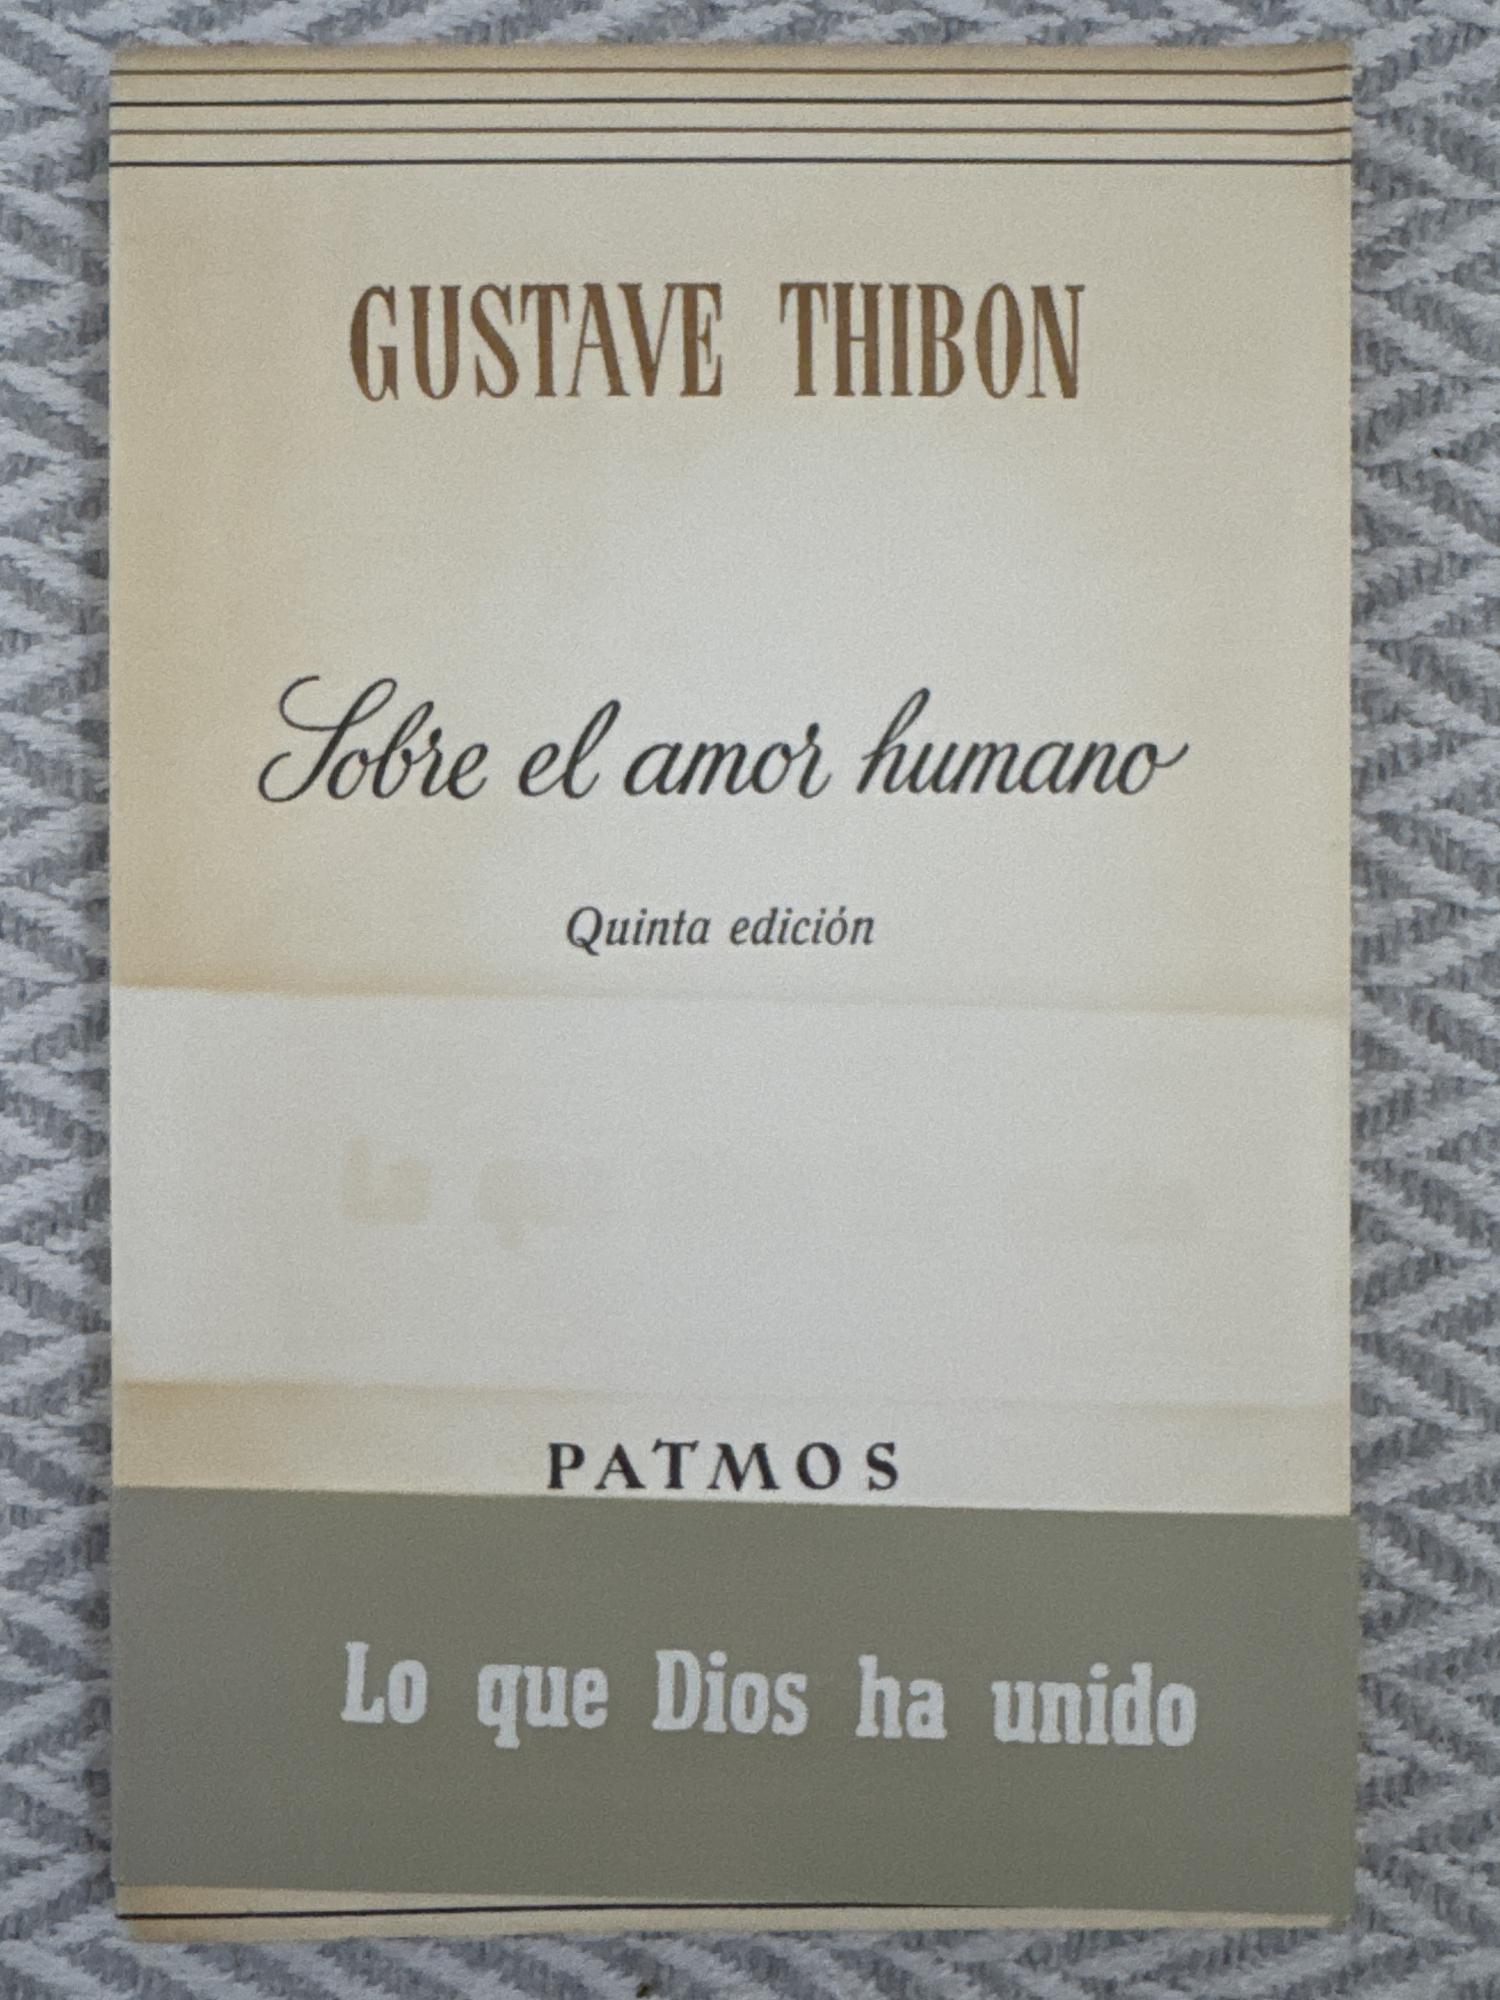 GUSTAVE THIBON
Sobre el amor humano
Quinta edición
PATMOS
Lo que Dios ha unido